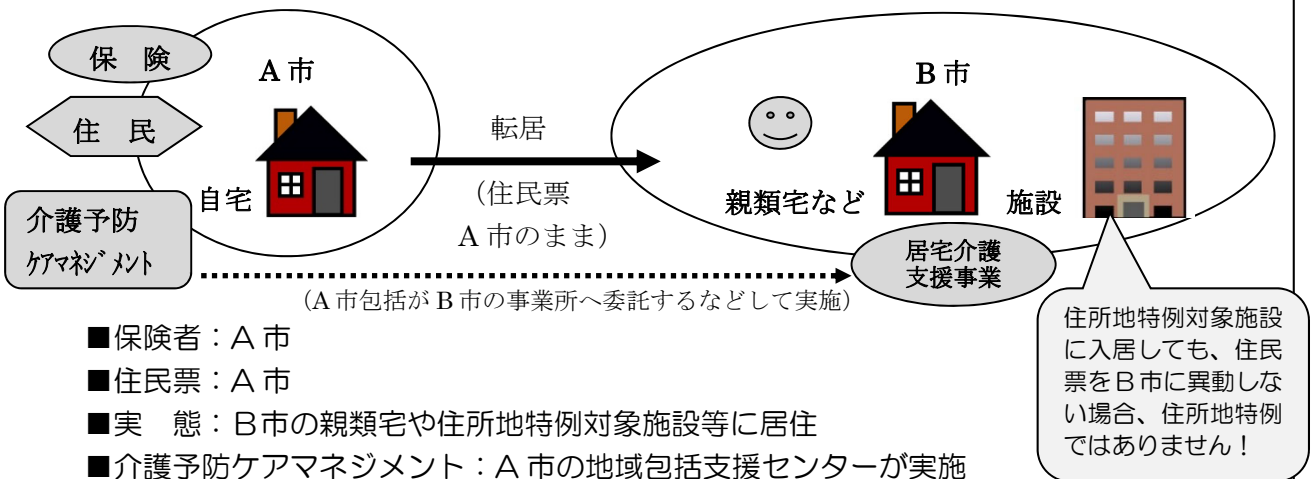 保 険
A 市
B 市
住 民
転居
自宅
(住民票
A 市のまま)
親類宅など
施設
介護予防
ｹｱﾏﾈｼﾞﾒﾝﾄ
居宅介護
支援事業
(A 市包括が B 市の事業所へ委託するなどして実施)
住所地特例対象施設
に入居しても、住民
票をＢ市に異動しな
い場合、住所地特例
ではありません！
■保険者：A 市
■住民票：A 市
■実　態：Ｂ市の親類宅や住所地特例対象施設等に居住
■介護予防ケアマネジメント：A 市の地域包括支援センターが実施